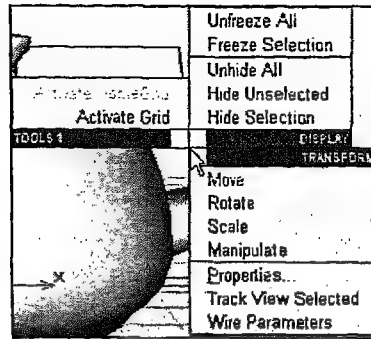 Unfreeze All
Freeze Selection
Unhide All
Hide Unselected
Hide Selection
Activate Grid
TOOLS 1
DISPLAY
TRANSFORM
Move
Rotate
Scale
Manipulate
Properties...
Track View Selected
Wire Parameters
x